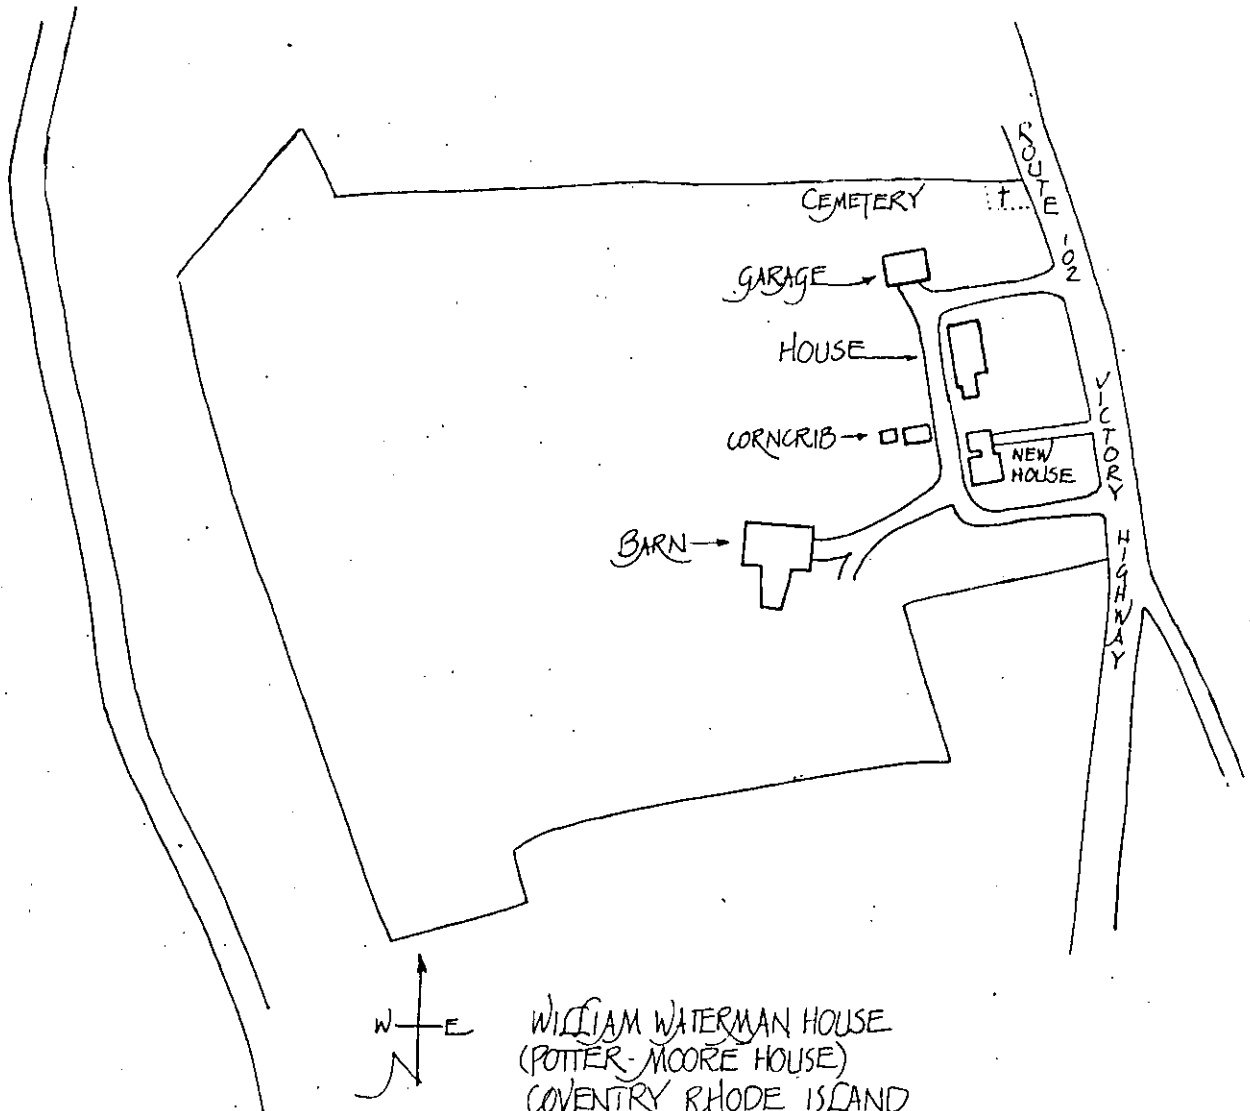 ROUTE 102
CEMETERY
GARAGE
HOUSE
CORNCRIB
NEW
HOUSE
VICTORY HIGHWAY
BARN
W E
N
WILLIAM WATERMAN HOUSE
(POTTER-MOORE HOUSE)
COVENTRY RHODE ISLAND